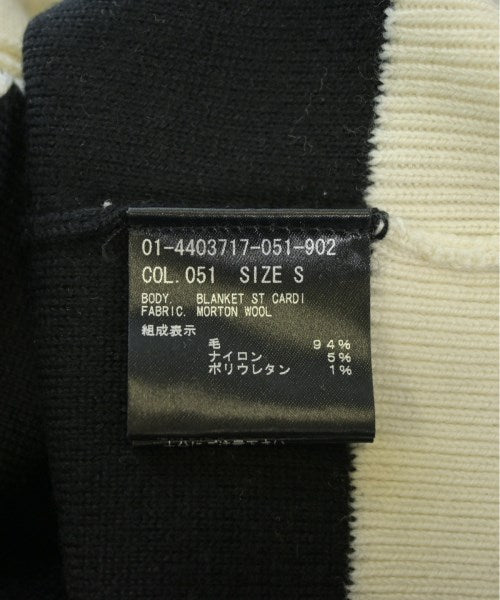 01-4403717-051-902
COL. 051 SIZE S
BODY. BLANKET ST CARDI
FABRIC. MORTON WOOL
組成表示
毛 94%
ナイロン 5%
ポリウレタン 1%